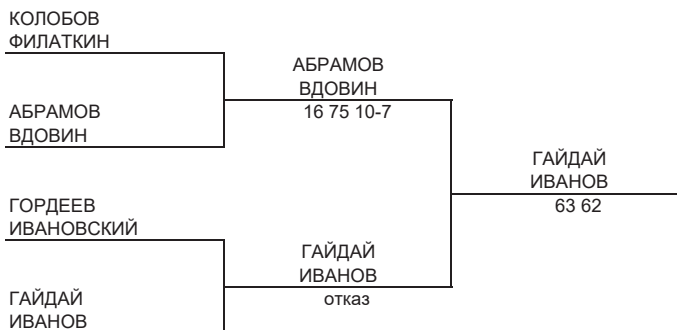 КОЛОБОВ
ФИЛАТКИН
АБРАМОВ
ВДОВИН
16 75 10-7
АБРАМОВ
ВДОВИН
ГАЙДАЙ
ИВАНОВ
63 62
ГОРДЕЕВ
ИВАНОВСКИЙ
ГАЙДАЙ
ИВАНОВ
отказ
ГАЙДАЙ
ИВАНОВ